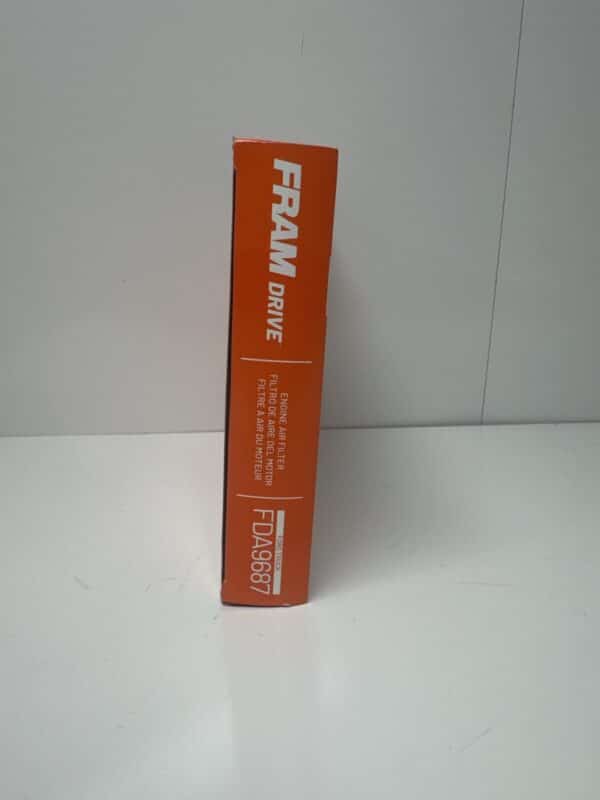 FRAM DRIVE
ENGINE AIR FILTER
FILTRO DE AIRE DEL MOTOR
FILTRE À AIR DU MOTEUR
FDA9687